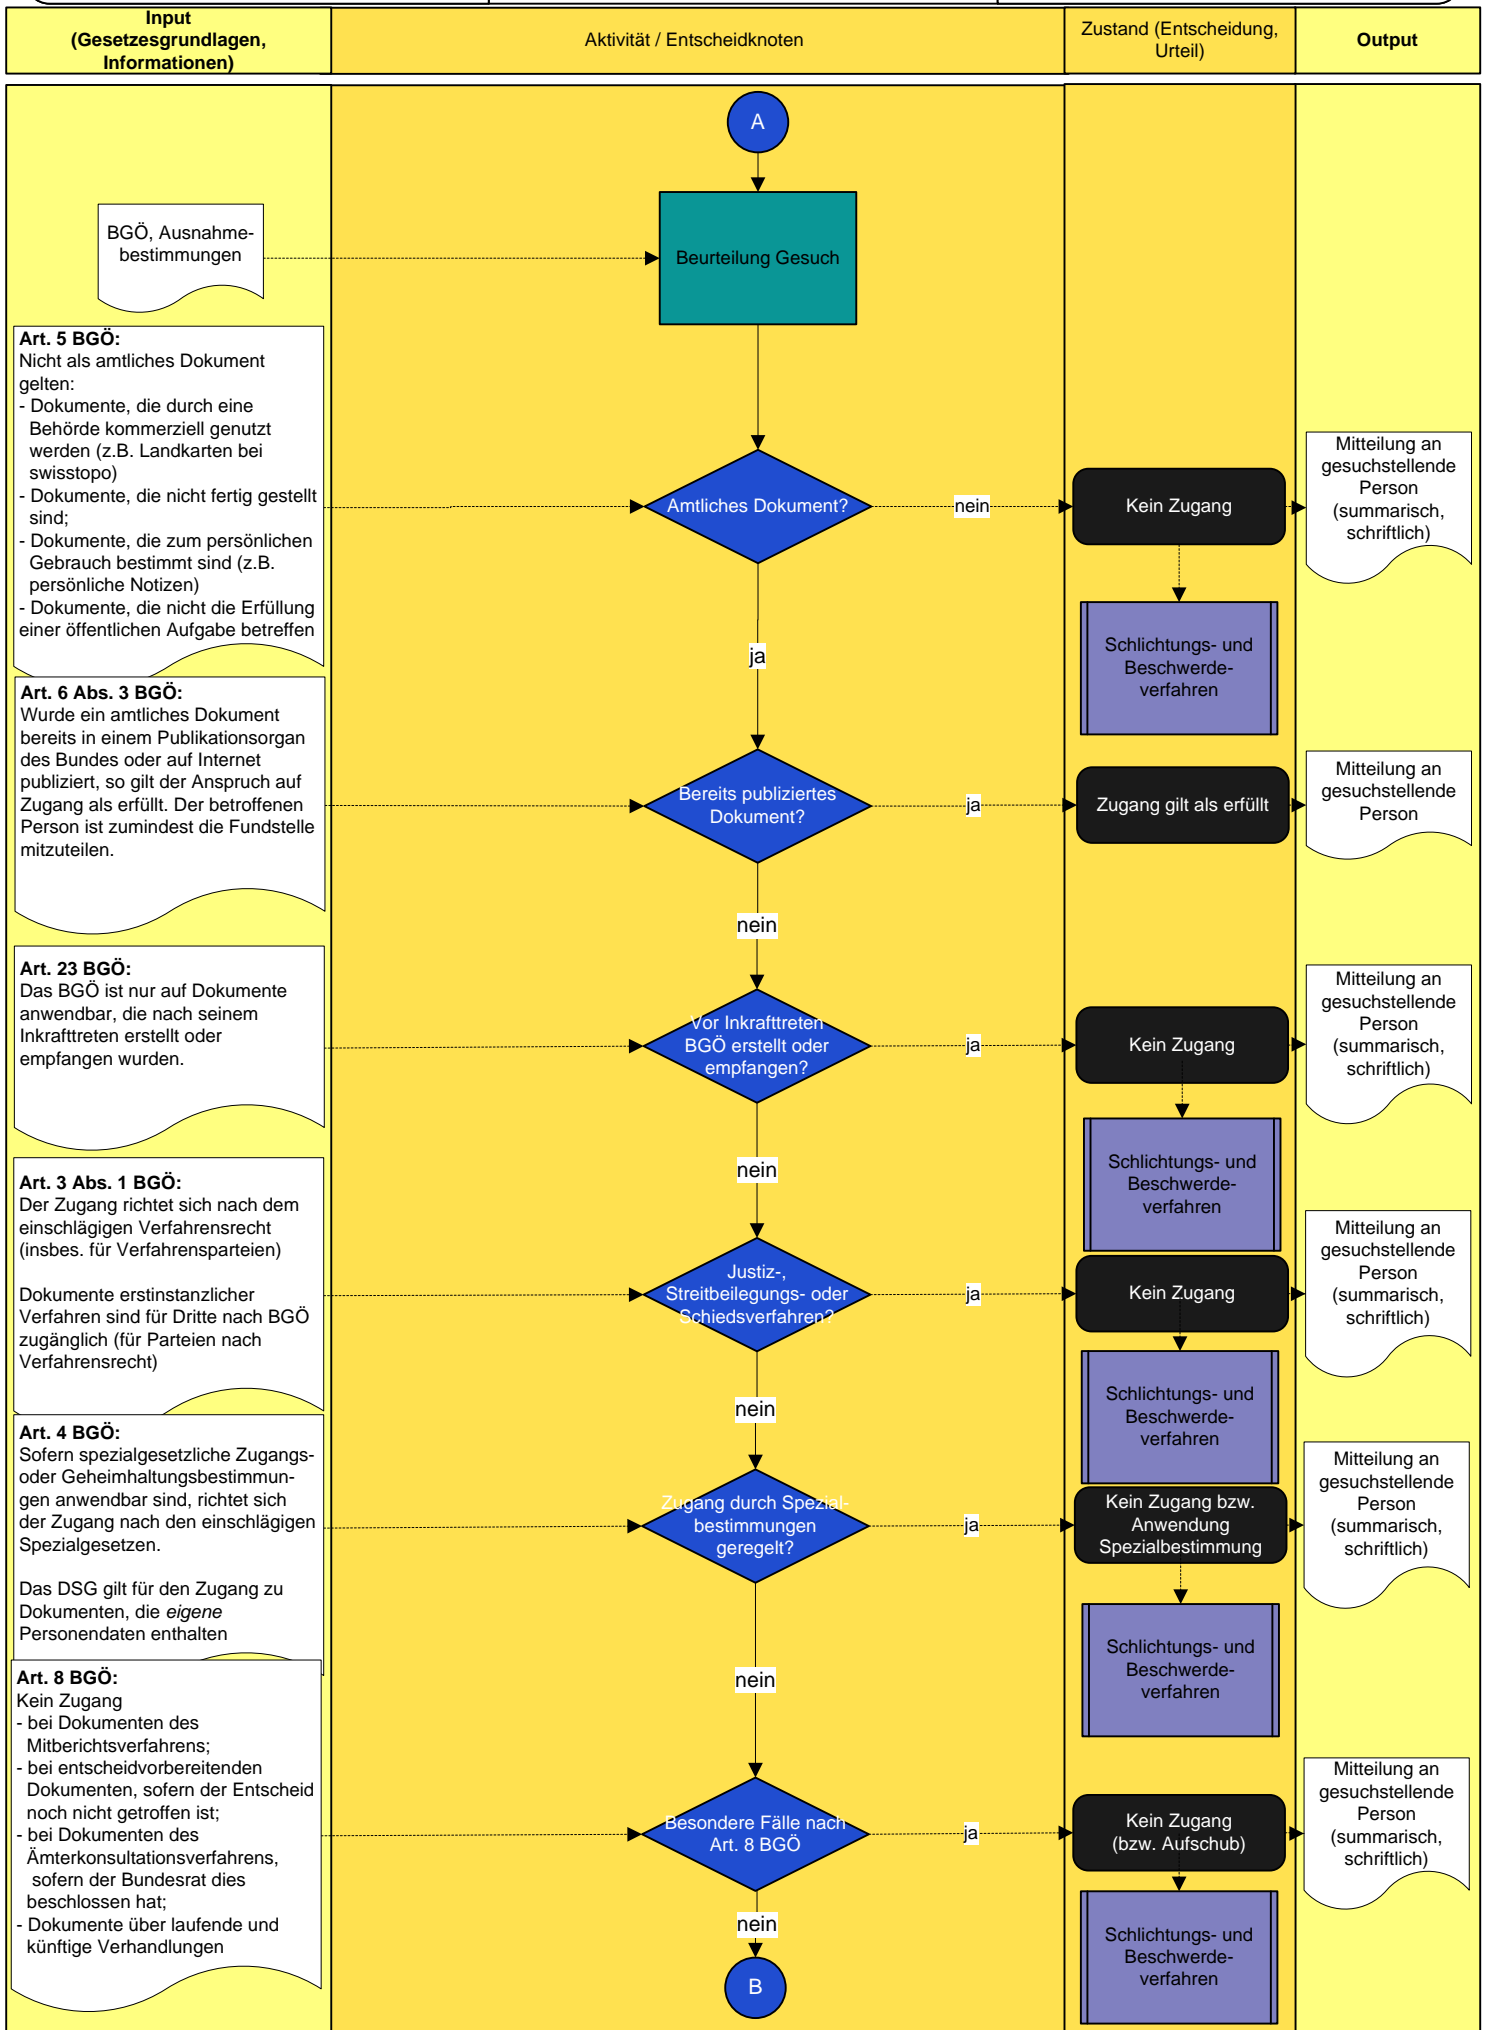 Input
(Gesetzesgrundlagen,
Informationen)
Aktivität / Entscheidknoten
Zustand (Entscheidung,
Urteil)
Output
A
BGÖ, Ausnahme-
bestimmungen
Beurteilung Gesuch
Art. 5 BGÖ:
Nicht als amtliches Dokument
gelten:
- Dokumente, die durch eine
Behörde kommerziell genutzt
werden (z.B. Landkarten bei
swisstopo)
- Dokumente, die nicht fertig gestellt
sind;
- Dokumente, die zum persönlichen
Gebrauch bestimmt sind (z.B.
persönliche Notizen)
- Dokumente, die nicht die Erfüllung
einer öffentlichen Aufgabe betreffen
Amtliches Dokument?
nein
Kein Zugang
Mitteilung an
gesuchstellende
Person
(summarisch,
schriftlich)
Schlichtungs- und
Beschwerde-
verfahren
ja
Art. 6 Abs. 3 BGÖ:
Wurde ein amtliches Dokument
bereits in einem Publikationsorgan
des Bundes oder auf Internet
publiziert, so gilt der Anspruch auf
Zugang als erfüllt. Der betroffenen
Person ist zumindest die Fundstelle
mitzuteilen.
Bereits publiziertes
Dokument?
ja
Zugang gilt als erfüllt
Mitteilung an
gesuchstellende
Person
nein
Art. 23 BGÖ:
Das BGÖ ist nur auf Dokumente
anwendbar, die nach seinem
Inkrafttreten erstellt oder
empfangen wurden.
Vor Inkrafttreten
BGÖ erstellt oder
empfangen?
ja
Kein Zugang
Mitteilung an
gesuchstellende
Person
(summarisch,
schriftlich)
Schlichtungs- und
Beschwerde-
verfahren
nein
Art. 3 Abs. 1 BGÖ:
Der Zugang richtet sich nach dem
einschlägigen Verfahrensrecht
(insbes. für Verfahrensparteien)
Dokumente erstinstanzlicher
Verfahren sind für Dritte nach BGÖ
zugänglich (für Parteien nach
Verfahrensrecht)
Justiz-,
Streitbeilegungs- oder
Schiedsverfahren?
ja
Kein Zugang
Mitteilung an
gesuchstellende
Person
(summarisch,
schriftlich)
Schlichtungs- und
Beschwerde-
verfahren
nein
Art. 4 BGÖ:
Sofern spezialgesetzliche Zugangs-
oder Geheimhaltungsbestimmun-
gen anwendbar sind, richtet sich
der Zugang nach den einschlägigen
Spezialgesetzen.
Das DSG gilt für den Zugang zu
Dokumenten, die eigene
Personendaten enthalten
Zugang durch Spezial-
bestimmungen
geregelt?
ja
Kein Zugang bzw.
Anwendung
Spezialbestimmung
Mitteilung an
gesuchstellende
Person
(summarisch,
schriftlich)
Schlichtungs- und
Beschwerde-
verfahren
nein
Art. 8 BGÖ:
Kein Zugang
- bei Dokumenten des
Mitberichtsverfahrens;
- bei entscheidvorbereitenden
Dokumenten, sofern der Entscheid
noch nicht getroffen ist;
- bei Dokumenten des
Ämterkonsultationsverfahrens,
sofern der Bundesrat dies
beschlossen hat;
- Dokumente über laufende und
künftige Verhandlungen
Besondere Fälle nach
Art. 8 BGÖ
ja
Kein Zugang
(bzw. Aufschub)
Mitteilung an
gesuchstellende
Person
(summarisch,
schriftlich)
Schlichtungs- und
Beschwerde-
verfahren
nein
B